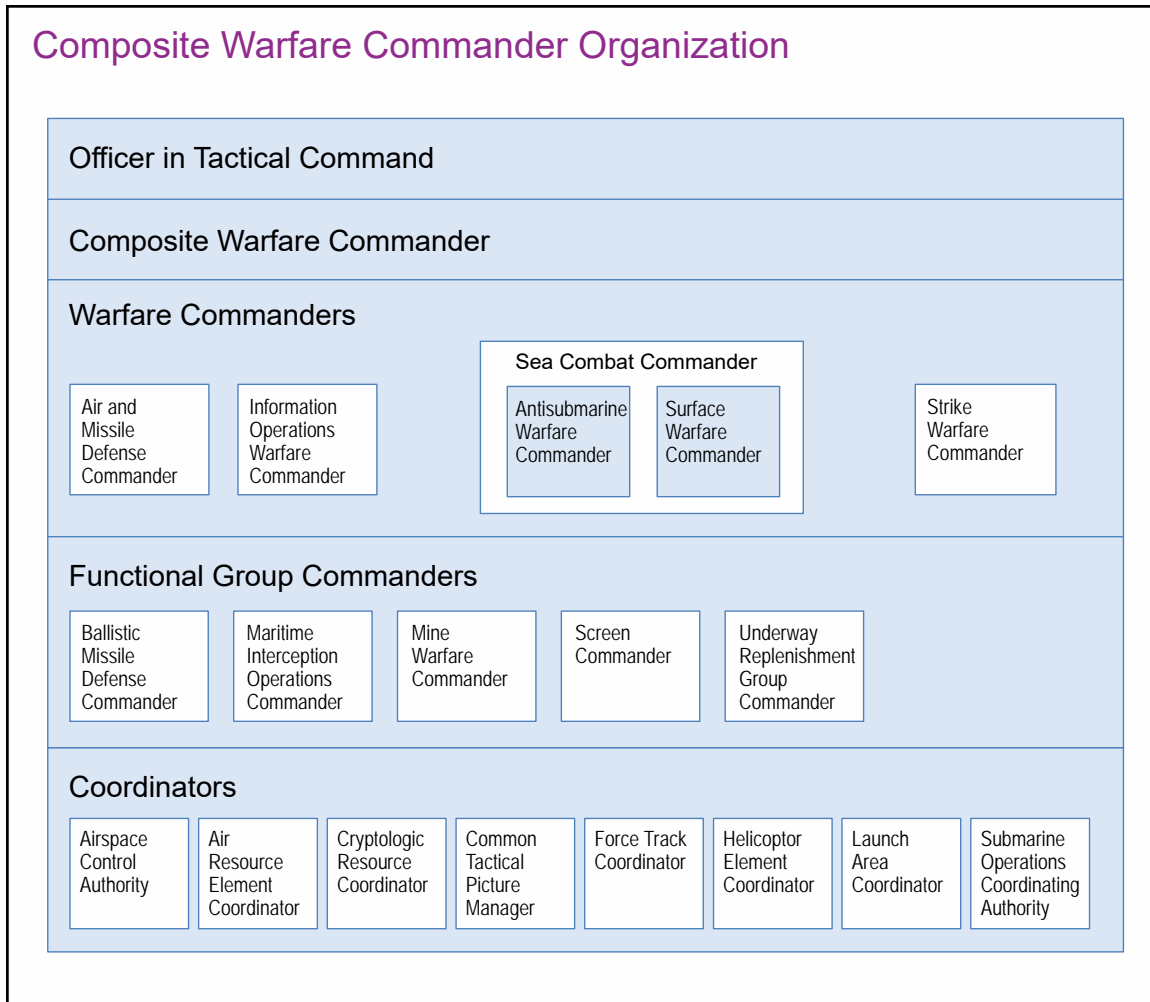 Composite Warfare Commander Organization
Officer in Tactical Command
Composite Warfare Commander
Warfare Commanders
Sea Combat Commander
Air and
Missile
Defense
Commander
Information
Operations
Warfare
Commander
Antisubmarine
Warfare
Commander
Surface
Warfare
Commander
Strike
Warfare
Commander
Functional Group Commanders
Ballistic
Missile
Defense
Commander
Maritime
Interception
Operations
Commander
Mine
Warfare
Commander
Screen
Commander
Underway
Replenishment
Group
Commander
Coordinators
Airspace
Control
Authority
Air
Resource
Element
Coordinator
Cryptologic
Resource
Coordinator
Common
Tactical
Picture
Manager
Force Track
Coordinator
Helicoptor
Element
Coordinator
Launch
Area
Coordinator
Submarine
Operations
Coordinating
Authority